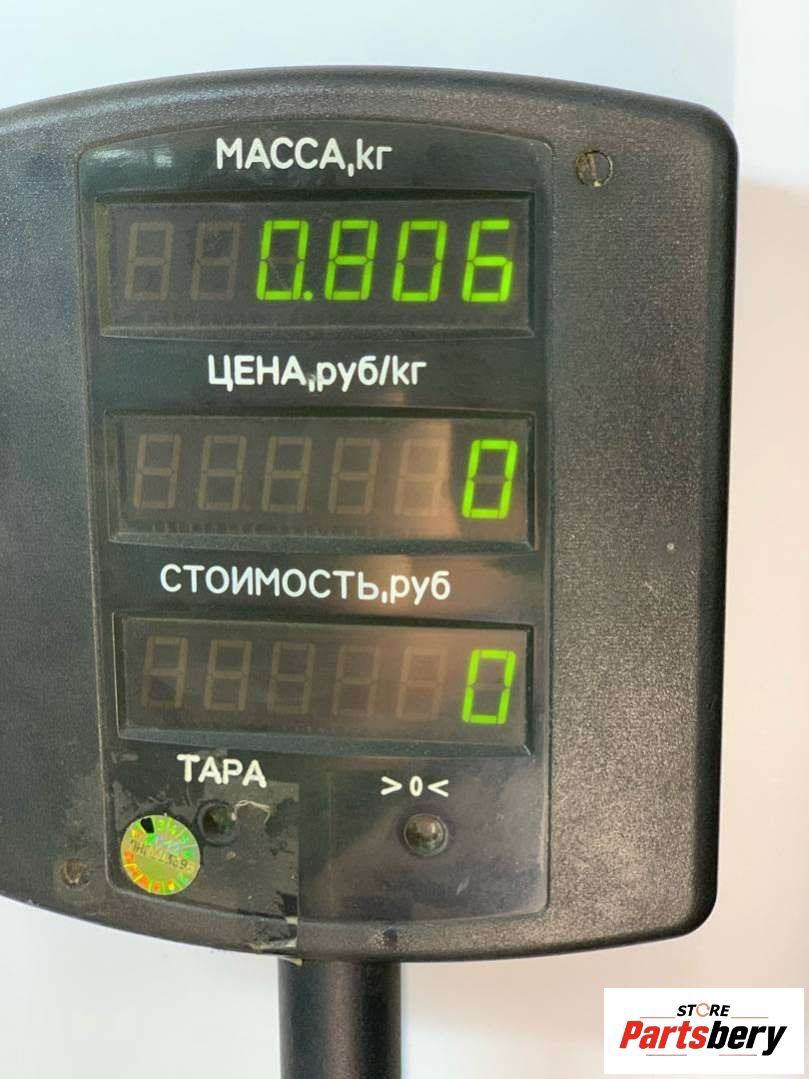 МАССА,кг
0.806
ЦЕНА,руб/кг
0
СТОИМОСТЬ,руб
0
ТАРА
>0<
STORE
Partsbery